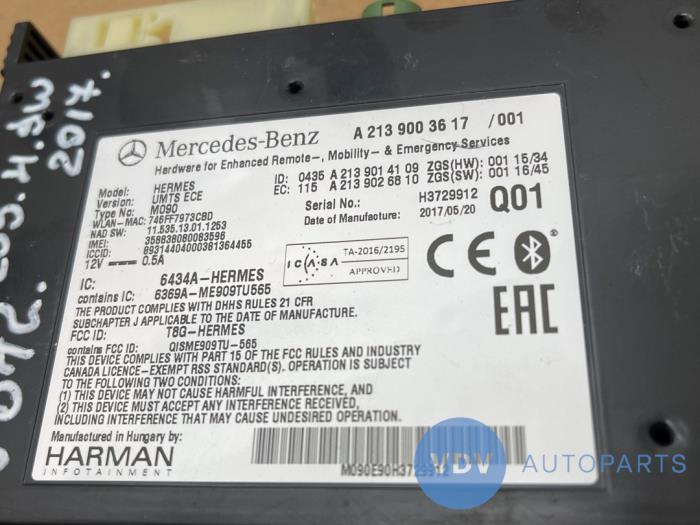 Mercedes-Benz A 213 900 36 17 /001
Hardware for Enhanced Remote-, Mobility- & Emergency Services
Model: HERMES
UMTS ECE
Version:
Type No: M090
WLAN-MAC: 746FF7973CBD
NAD SW: 11.535.13.01.1253
IMEI: 358838080083596
ICCID: 89314404000381364455
12V 0.5A
ID: 0435 A 213 901 41 09 ZGS(HW): 001 15/34
EC: 115 A 213 902 68 10 ZGS(SW): 001 16/45
Serial No.: H3729912
Date of Manufacture: 2017/05/20
Q01
ICASA
TA-2016/2195
APPROVED
CE
EAC
IC: 6434A-HERMES
contains IC: 6369A-ME909TU565
THE PRODUCT COMPLIES WITH DHHS RULES 21 CFR
SUBCHAPTER J APPLICABLE TO THE DATE OF MANUFACTURE.
FCC ID: T8G-HERMES
contains FCC ID: QISME909TU-565
THIS DEVICE COMPLIES WITH PART 15 OF THE FCC RULES AND INDUSTRY
CANADA LICENCE-EXEMPT RSS STANDARD(S). OPERATION IS SUBJECT
TO THE FOLLOWING TWO CONDITIONS:
(1) THIS DEVICE MAY NOT CAUSE HARMFUL INTERFERENCE, AND
(2) THIS DEVICE MUST ACCEPT ANY INTERFERENCE RECEIVED,
INCLUDING INTERFERENCE THAT MAY CAUSE UNDESIRED OPERATION.
Manufactured in Hungary by:
HARMAN
INFOTAINMENT
M090E90H3729912
VDV AUTOPARTS
2017.